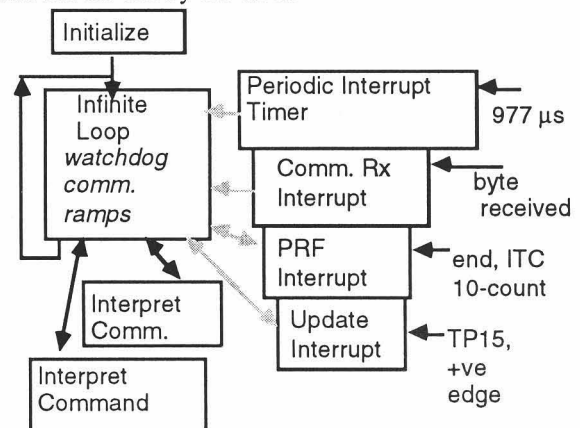 Initialize
Infinite
Loop
watchdog
comm.
ramps
Periodic Interrupt
Timer
977 µs
Comm. Rx
Interrupt
byte
received
PRF
Interrupt
end, ITC
10-count
Update
Interrupt
TP15,
+ve
edge
Interpret
Comm.
Interpret
Command